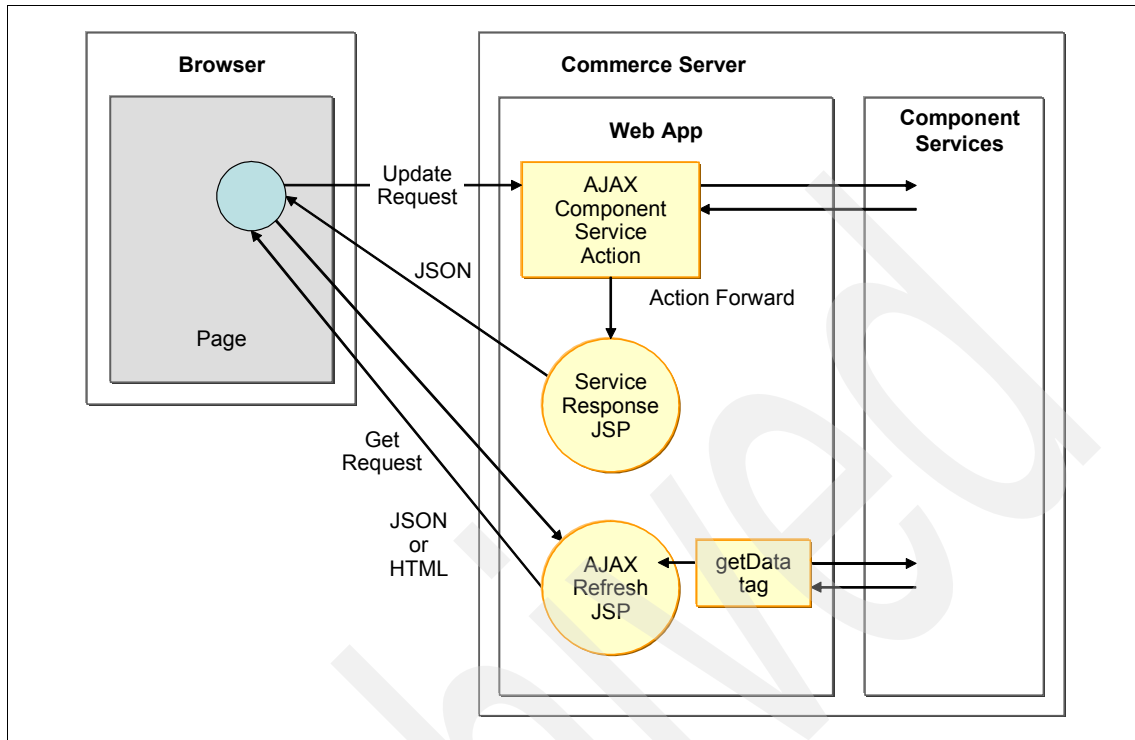 Browser
Commerce Server
Web App
Component
Services
Update
Request
AJAX
Component
Service
Action
JSON
Action Forward
Page
Service
Response
JSP
Get
Request
JSON
or
HTML
AJAX
Refresh
JSP
getData
tag